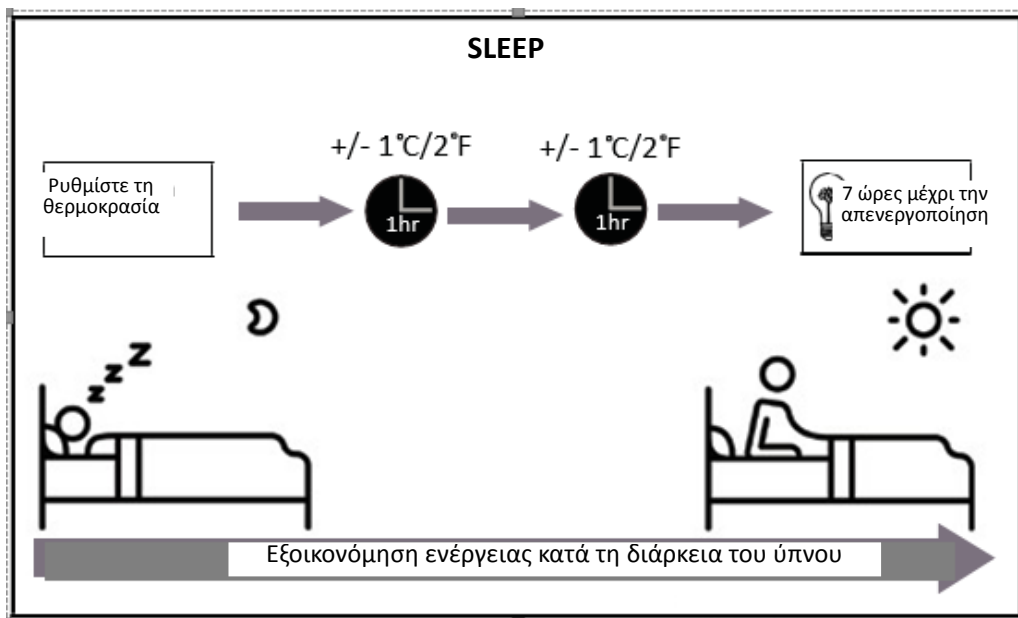 SLEEP
+/- 1°C/2°F
+/- 1°C/2°F
Ρυθμίστε τη
θερμοκρασία
1hr
1hr
7 ώρες μέχρι την
απενεργοποίηση
z z Z
Εξοικονόμηση ενέργειας κατά τη διάρκεια του ύπνου